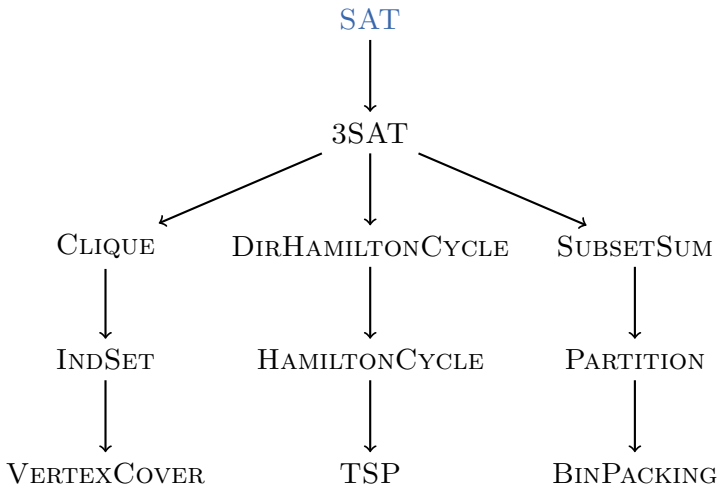 SAT
3SAT
Clique DirHamiltonCycle SubsetSum
IndSet HamiltonCycle Partition
VertexCover TSP BinPacking